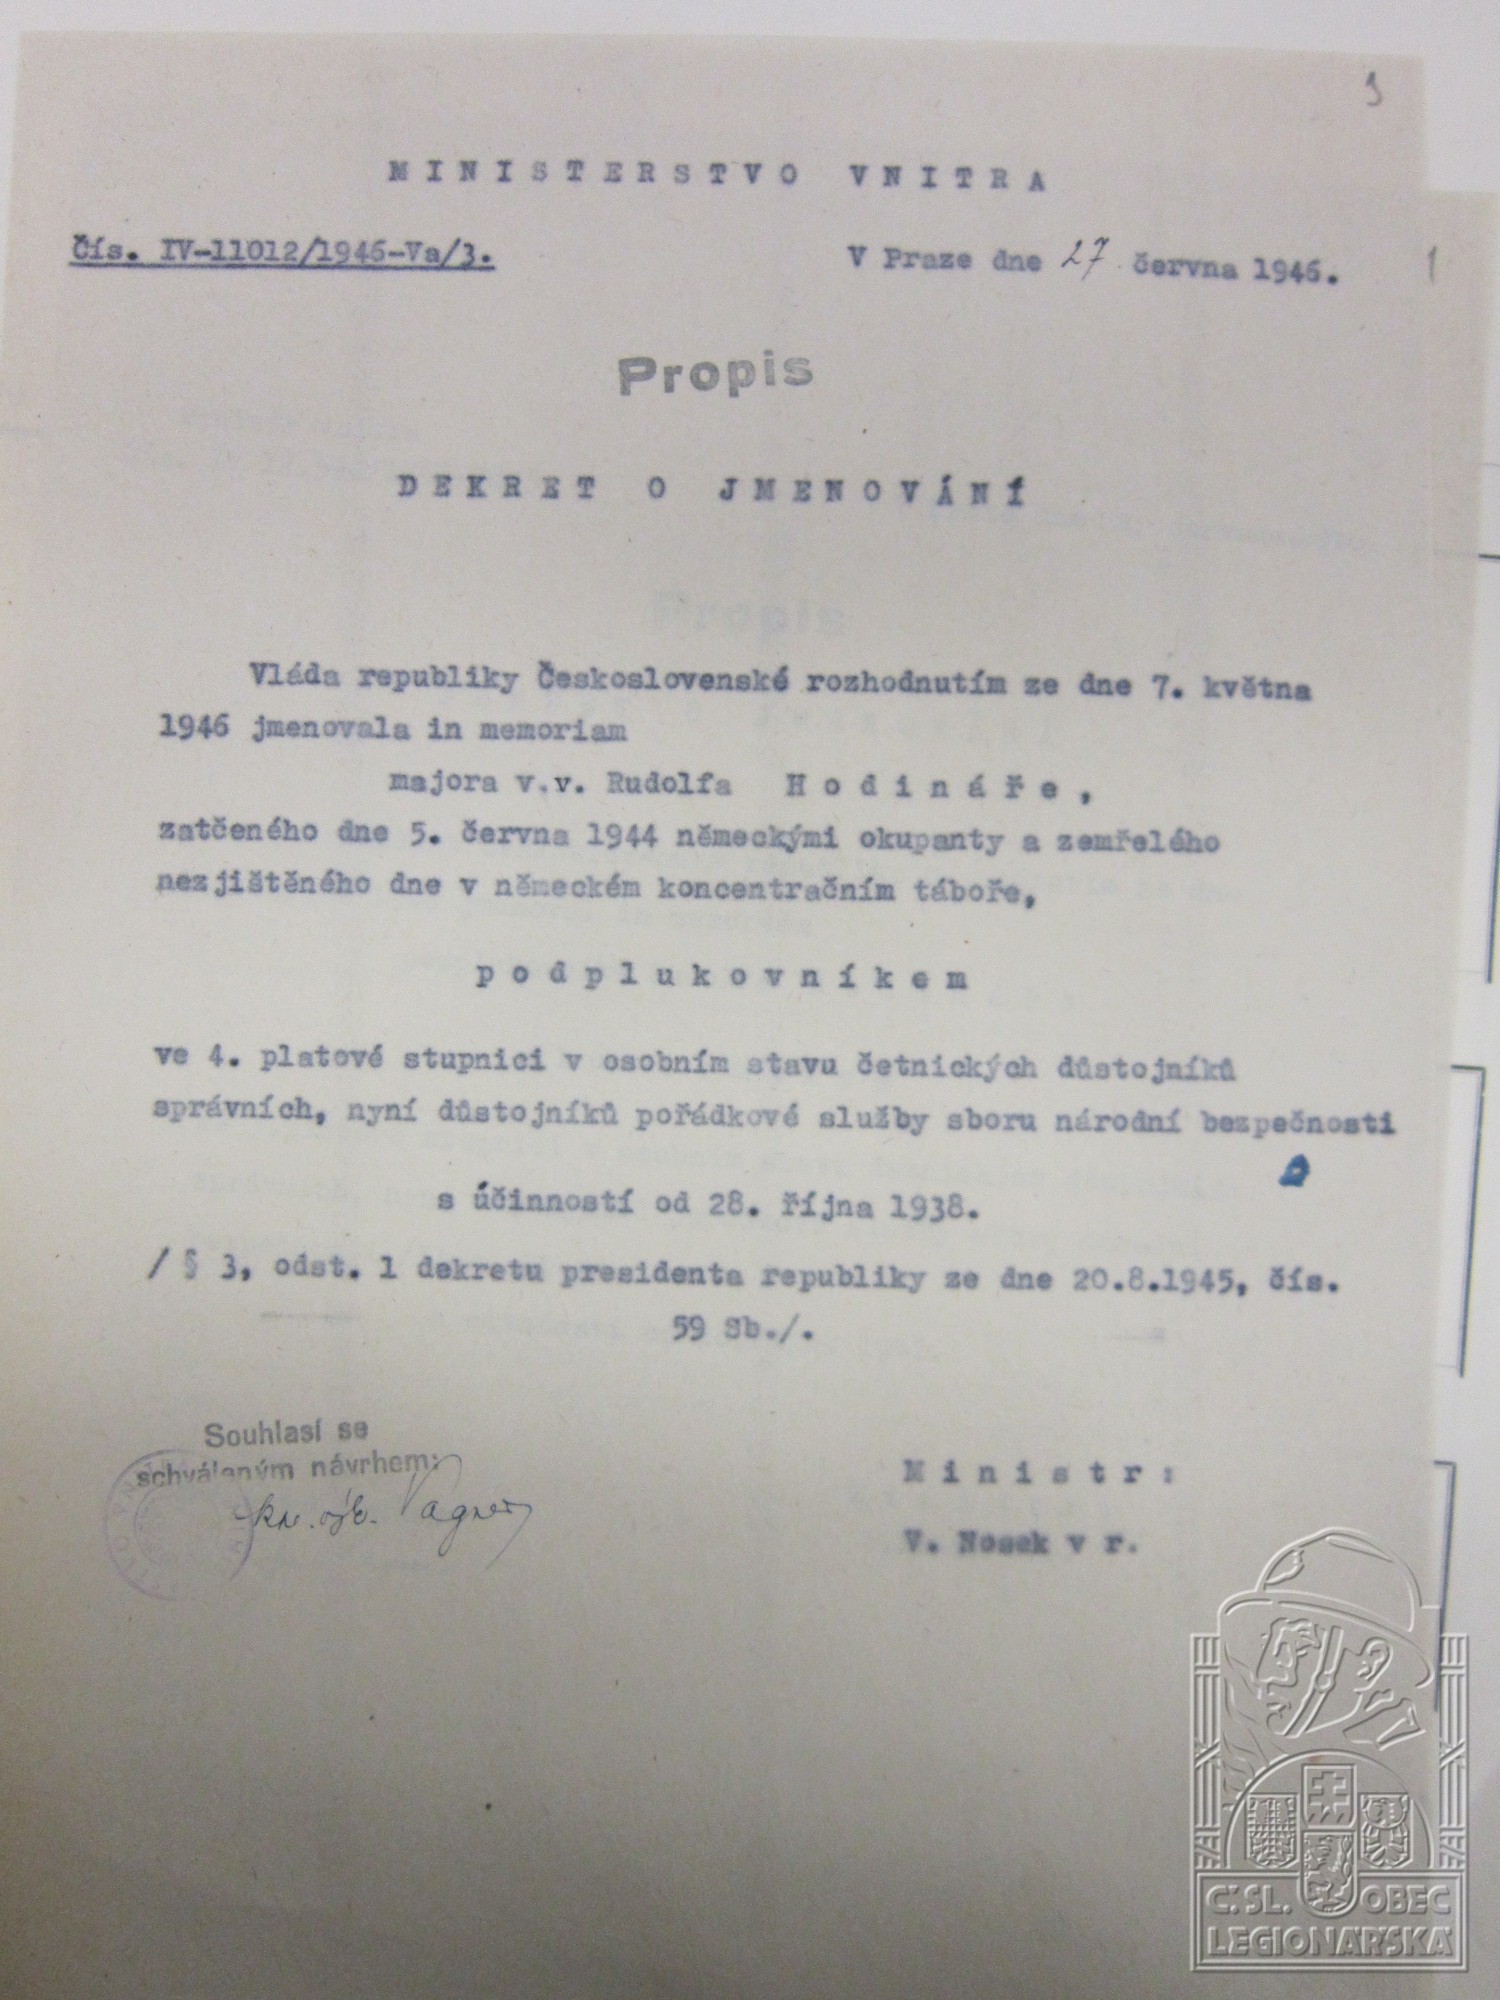 9
MINISTERSTVO VNITRA
Čís. IV-11012/1946-Va/3.
V Praze dne 27. června 1946.
Propis
DEKRET O JMENOVÁNÍ
Vláda republiky Československé rozhodnutím ze dne 7. května
1946 jmenovala in memoriam
majora v.v. Rudolfa Hodináře,
zatčeného dne 5. června 1944 německými okupanty a zemřelého
nezjištěného dne v německém koncentračním táboře,
podplukovníkem
ve 4. platové stupnici v osobním stavu četnických důstojníků
správních, nyní důstojníků pořádkové služby sboru národní bezpečnosti
s účinností od 28. října 1938.
/ § 3, odst. 1 dekretu presidenta republiky ze dne 20.8.1945, čís.
59 Sb./.
Souhlasí se
schváleným návrhem:
Ministr:
V. Nosek v r.
Č.SL. OBEC
LEGIONÁŘSKÁ